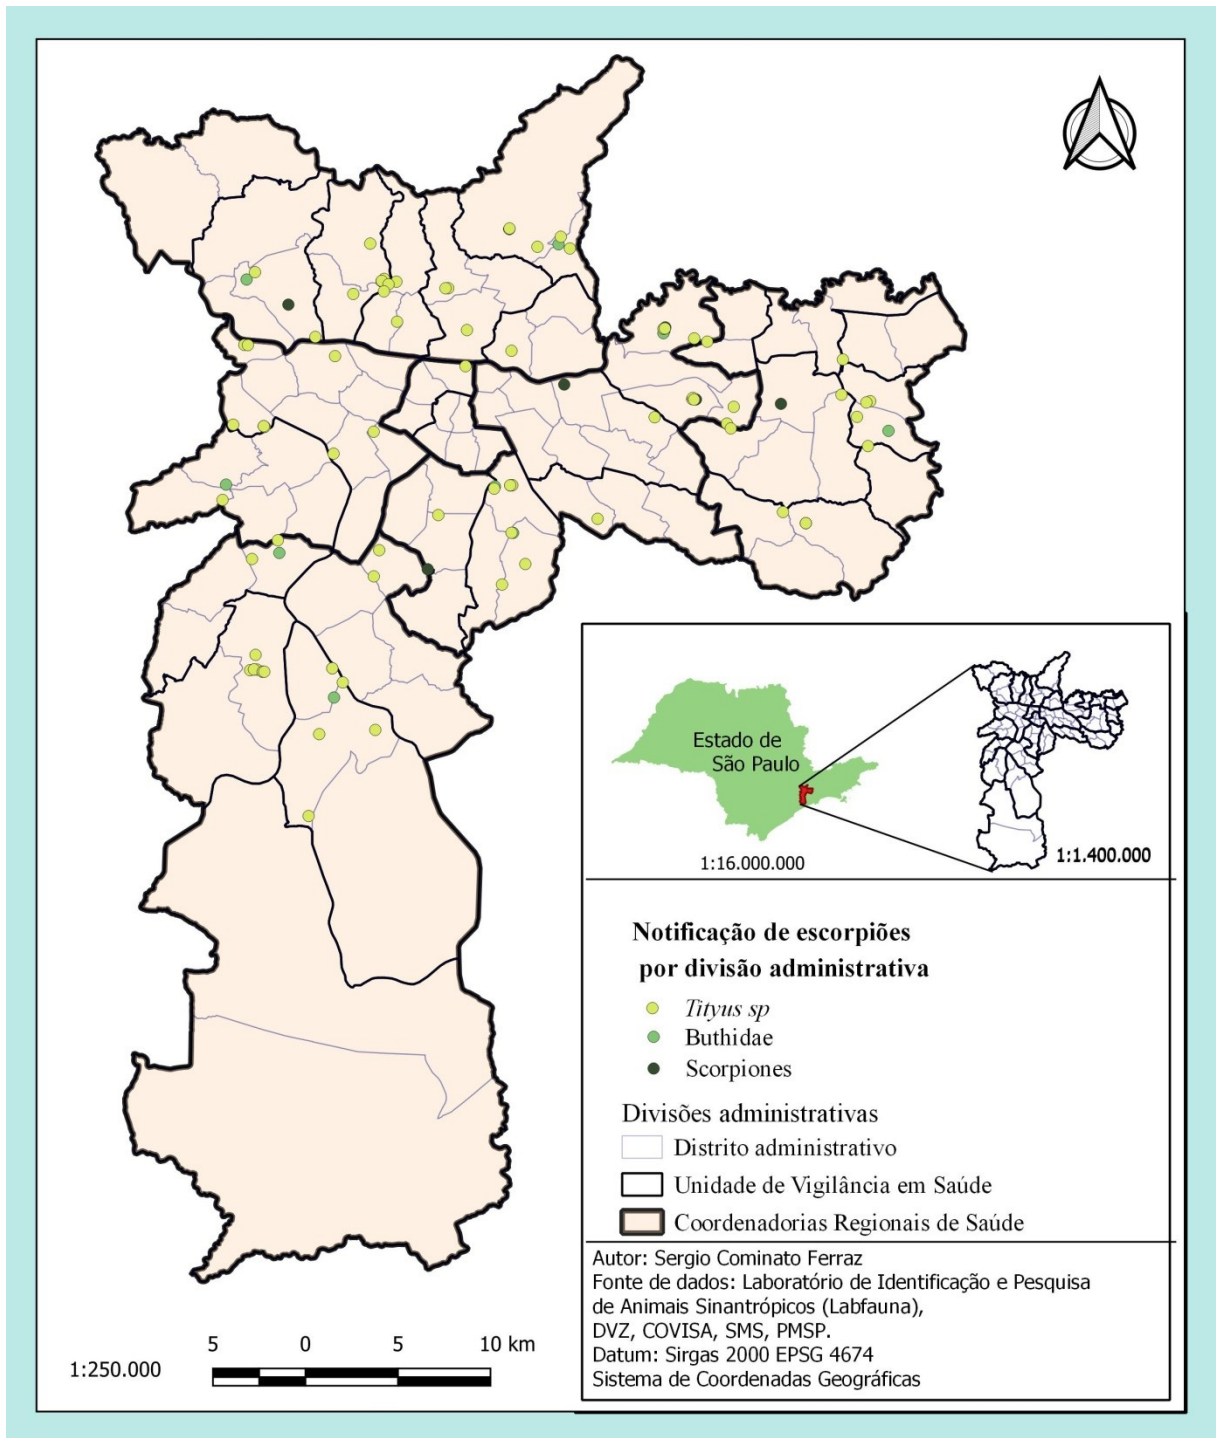 Estado de
São Paulo
1:16.000.000
1:1.400.000
Notificação de escorpiões
por divisão administrativa
Tityus sp
Buthidae
Scorpiones
Divisões administrativas
Distrito administrativo
Unidade de Vigilância em Saúde
Coordenadorias Regionais de Saúde
Autor: Sergio Cominato Ferraz
Fonte de dados: Laboratório de Identificação e Pesquisa
de Animais Sinantrópicos (Labfauna),
DVZ, COVISA, SMS, PMSP.
Datum: Sirgas 2000 EPSG 4674
Sistema de Coordenadas Geográficas
5 0 5 10 km
1:250.000